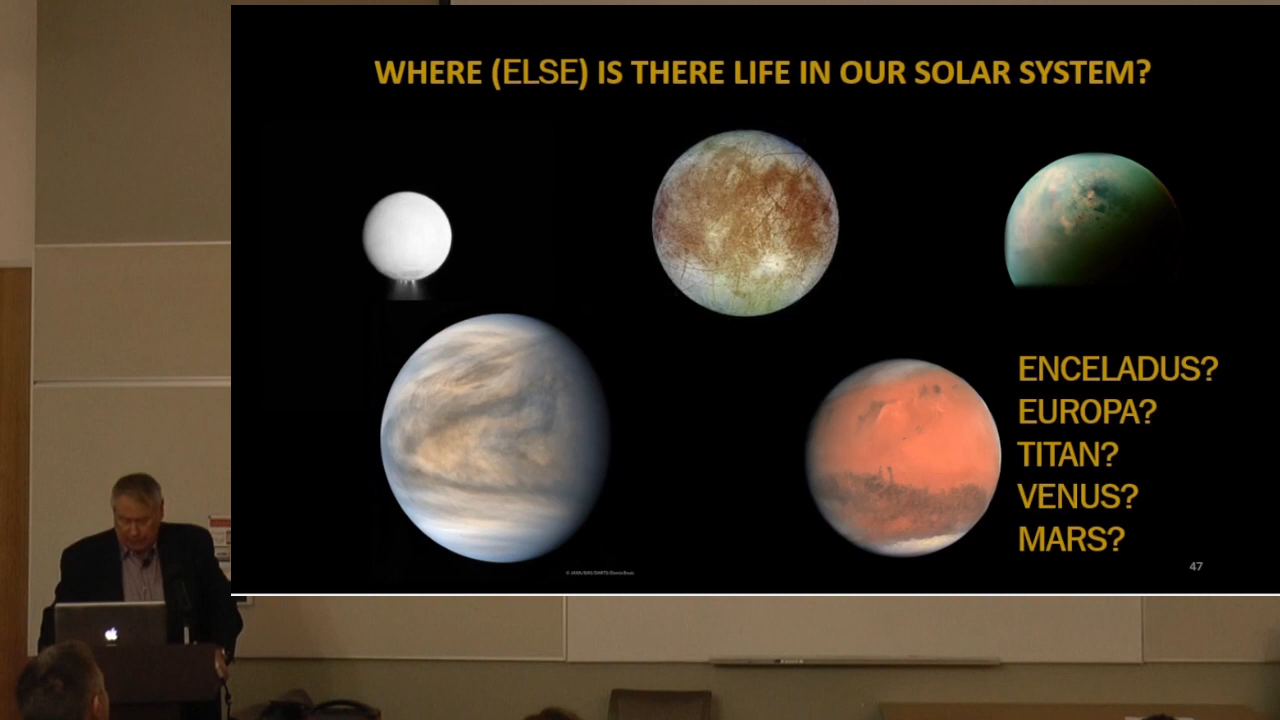 WHERE (ELSE) IS THERE LIFE IN OUR SOLAR SYSTEM?
ENCELADUS?
EUROPA?
TITAN?
VENUS?
MARS?
47